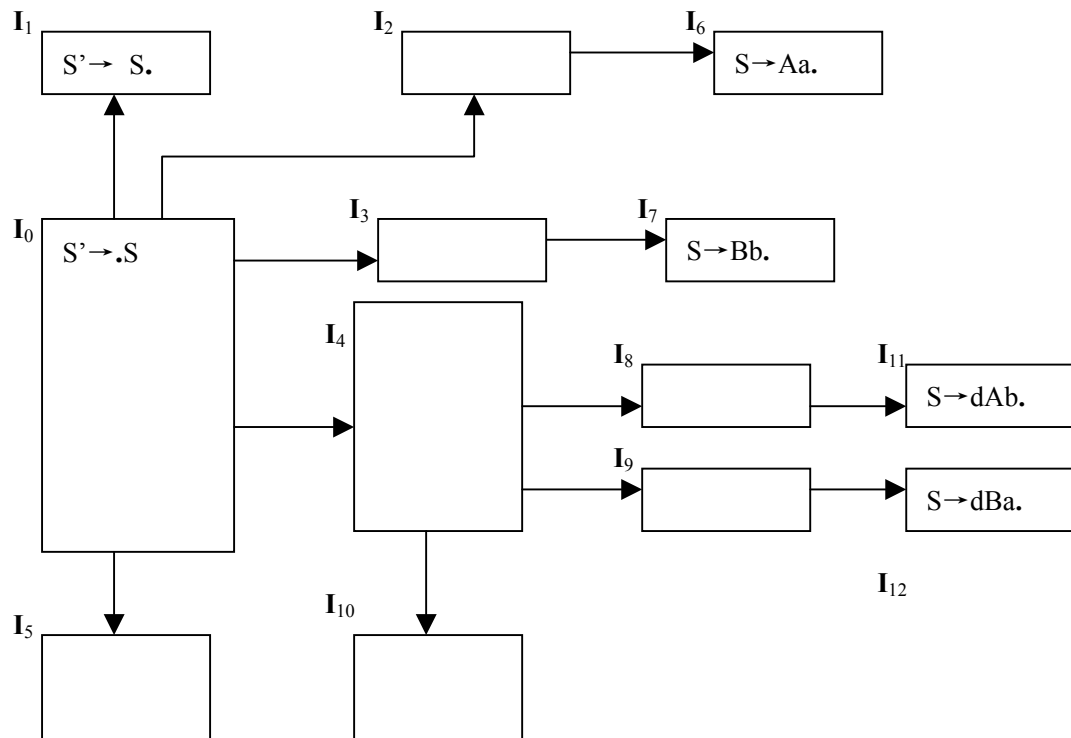 I₁
I₂
I₆
S’→ S.
S→Aa.
I₀
I₃
I₇
S’→.S
S→Bb.
I₄
I₈
I₁₁
S→dAb.
I₉
S→dBa.
I₁₂
I₅
I₁₀